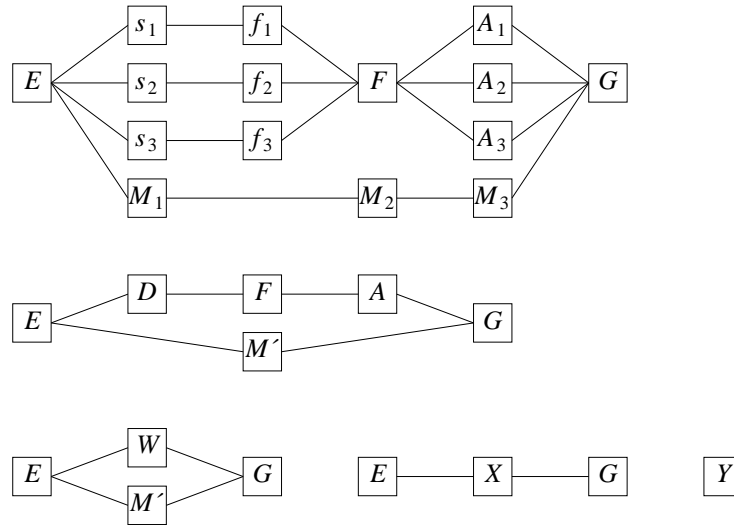 s₁ f₁ A₁
E s₂ f₂ F A₂ G
s₃ f₃ A₃
M₁ M₂ M₃
D F A
E G
M′
W
E G E X G Y
M′